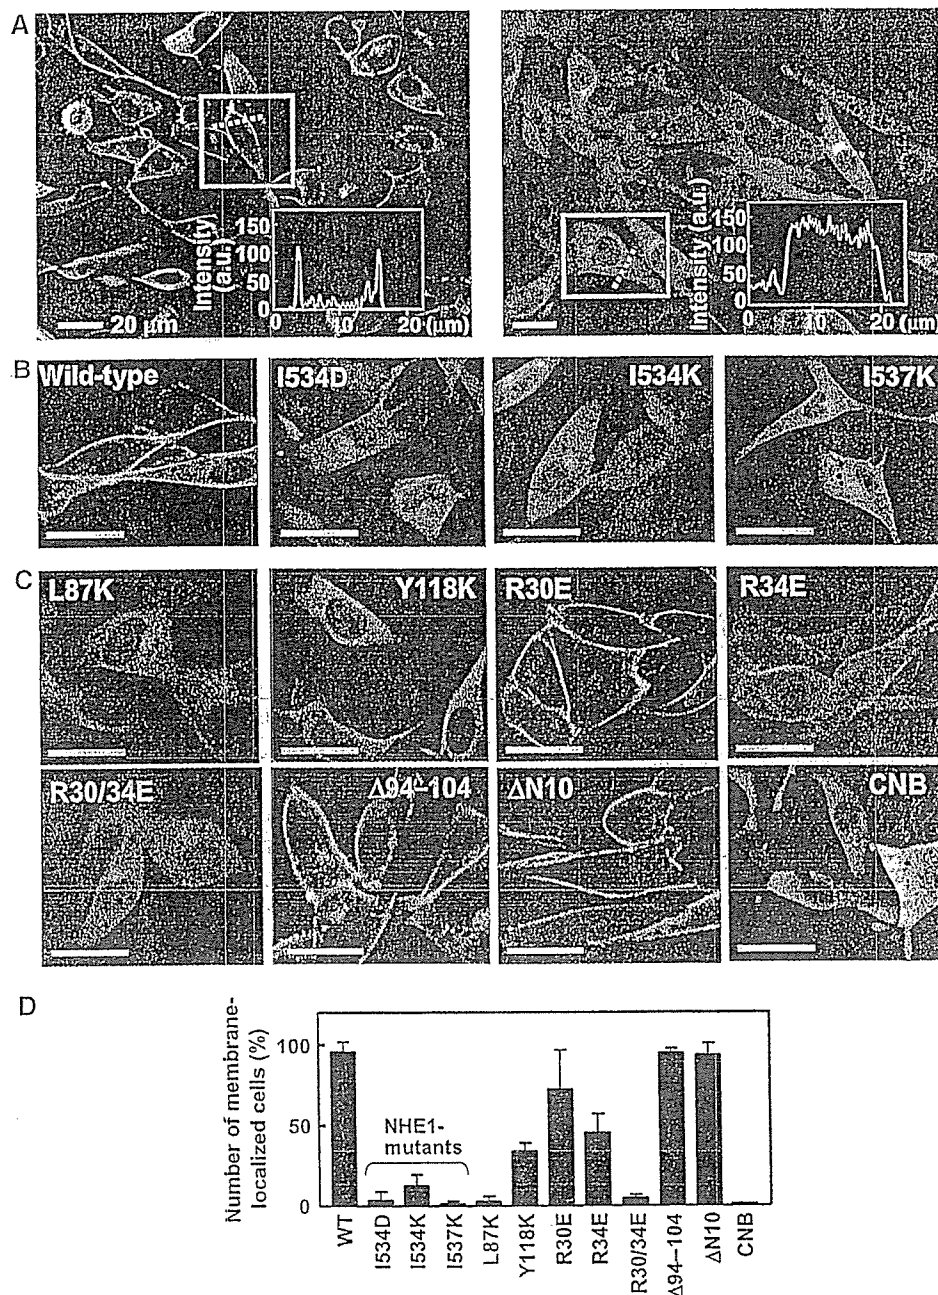 A
Intensity (a.u.)
150
100
50
0
0 10 20 (μm)
20 μm
Intensity (a.u.)
150
100
50
0
0 10 20 (μm)
B
Wild-type
I534D
I534K
I537K
C
L87K
Y118K
R30E
R34E
R30/34E
Δ94–104
ΔN10
CNB
D
Number of membrane-
localized cells (%)
100
50
0
NHE1-
mutants
WT
I534D
I534K
I537K
L87K
Y118K
R30E
R34E
R30/34E
Δ94–104
ΔN10
CNB